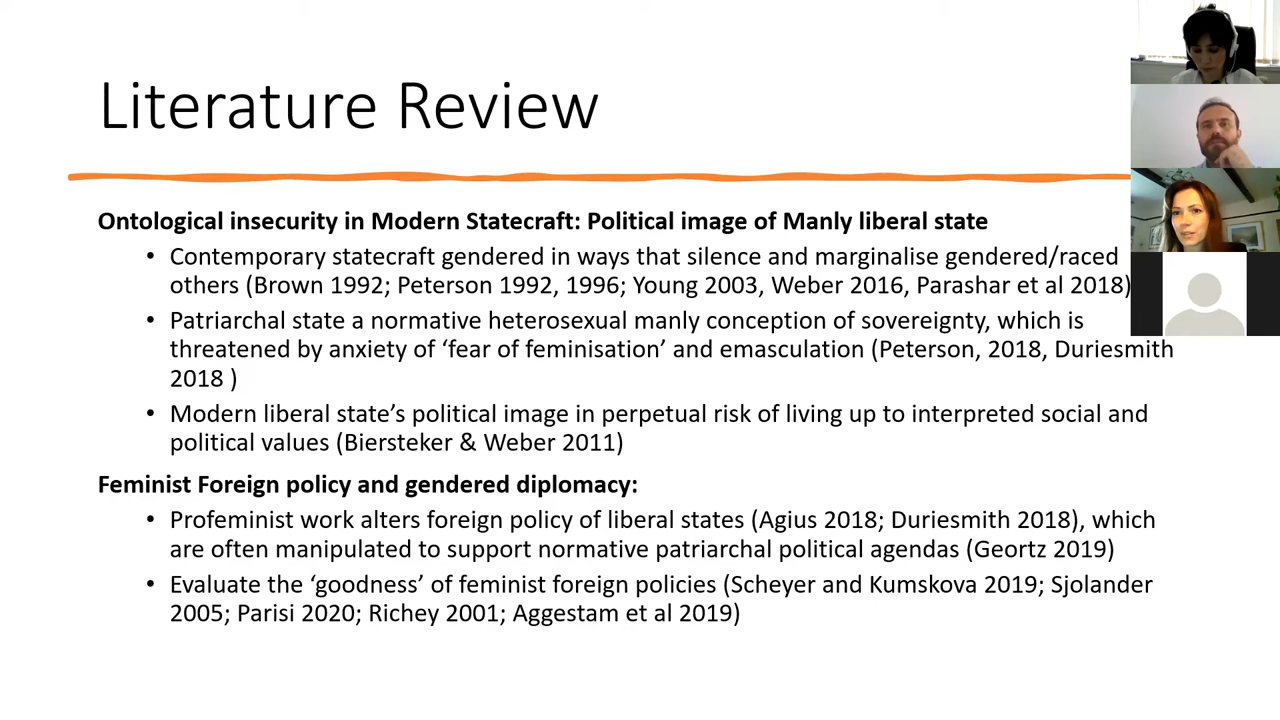 Literature Review
Ontological insecurity in Modern Statecraft: Political image of Manly liberal state
• Contemporary statecraft gendered in ways that silence and marginalise gendered/raced
others (Brown 1992; Peterson 1992, 1996; Young 2003, Weber 2016, Parashar et al 2018)
• Patriarchal state a normative heterosexual manly conception of sovereignty, which is
threatened by anxiety of ‘fear of feminisation’ and emasculation (Peterson, 2018, Duriesmith
2018 )
• Modern liberal state’s political image in perpetual risk of living up to interpreted social and
political values (Biersteker & Weber 2011)
Feminist Foreign policy and gendered diplomacy:
• Profeminist work alters foreign policy of liberal states (Agius 2018; Duriesmith 2018), which
are often manipulated to support normative patriarchal political agendas (Geortz 2019)
• Evaluate the ‘goodness’ of feminist foreign policies (Scheyer and Kumskova 2019; Sjolander
2005; Parisi 2020; Richey 2001; Aggestam et al 2019)